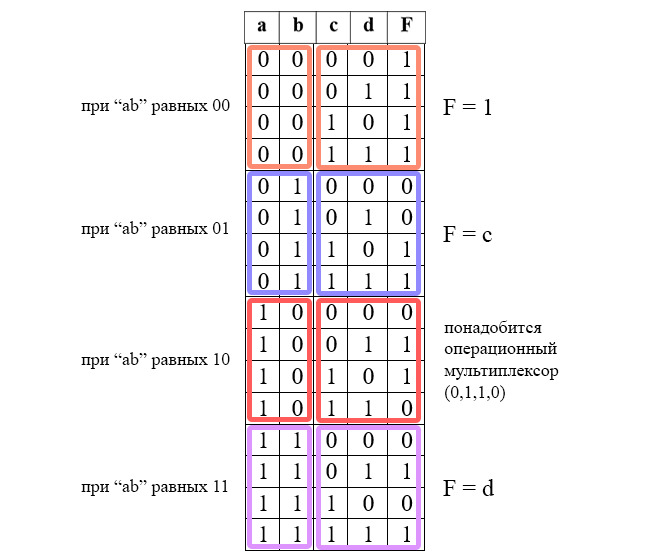 a b c d F
0 0 0 0 1
0 0 0 1 1
при “ab” равных 00
F = 1
0 0 1 0 1
0 0 1 1 1
0 1 0 0 0
0 1 0 1 0
при “ab” равных 01
F = c
0 1 1 0 1
0 1 1 1 1
1 0 0 0 0
1 0 0 1 1
при “ab” равных 10
понадобится
операционный
мультиплексор
(0,1,1,0)
1 0 1 0 1
1 0 1 1 0
1 1 0 0 0
1 1 0 1 1
при “ab” равных 11
F = d
1 1 1 0 0
1 1 1 1 1